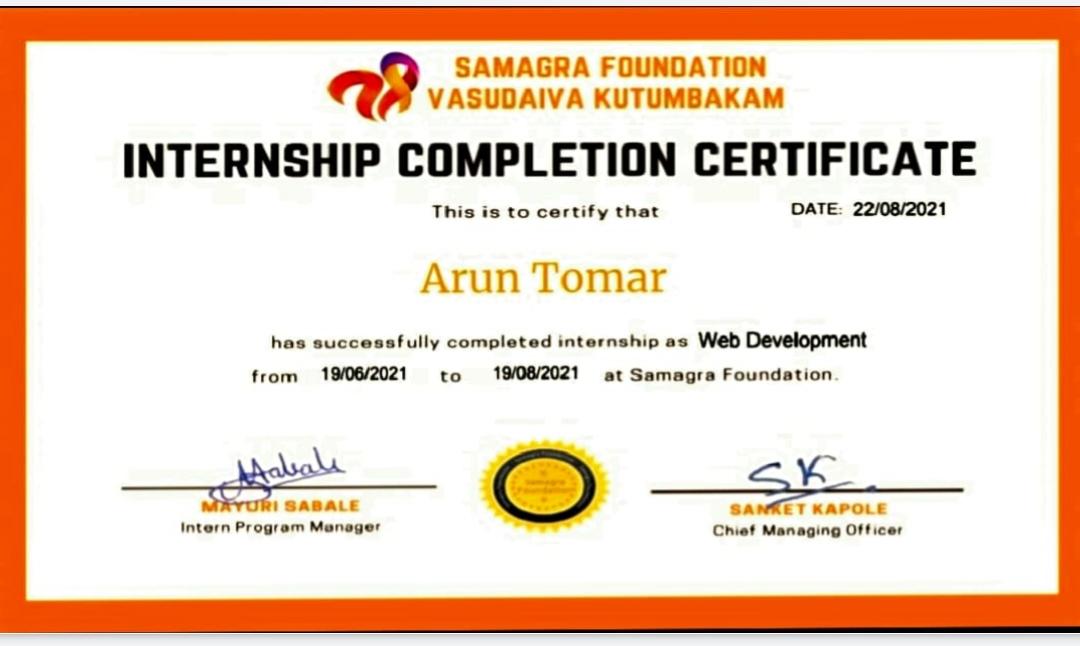 SAMAGRA FOUNDATION
VASUDAIVA KUTUMBAKAM
INTERNSHIP COMPLETION CERTIFICATE
This is to certify that
DATE: 22/08/2021
Arun Tomar
has successfully completed internship as Web Development
from 19/06/2021 to 19/08/2021 at Samagra Foundation.
SK
MAYURI SABALE
Intern Program Manager
Samagra
Foundation
SANKET KAPOLE
Chief Managing Officer